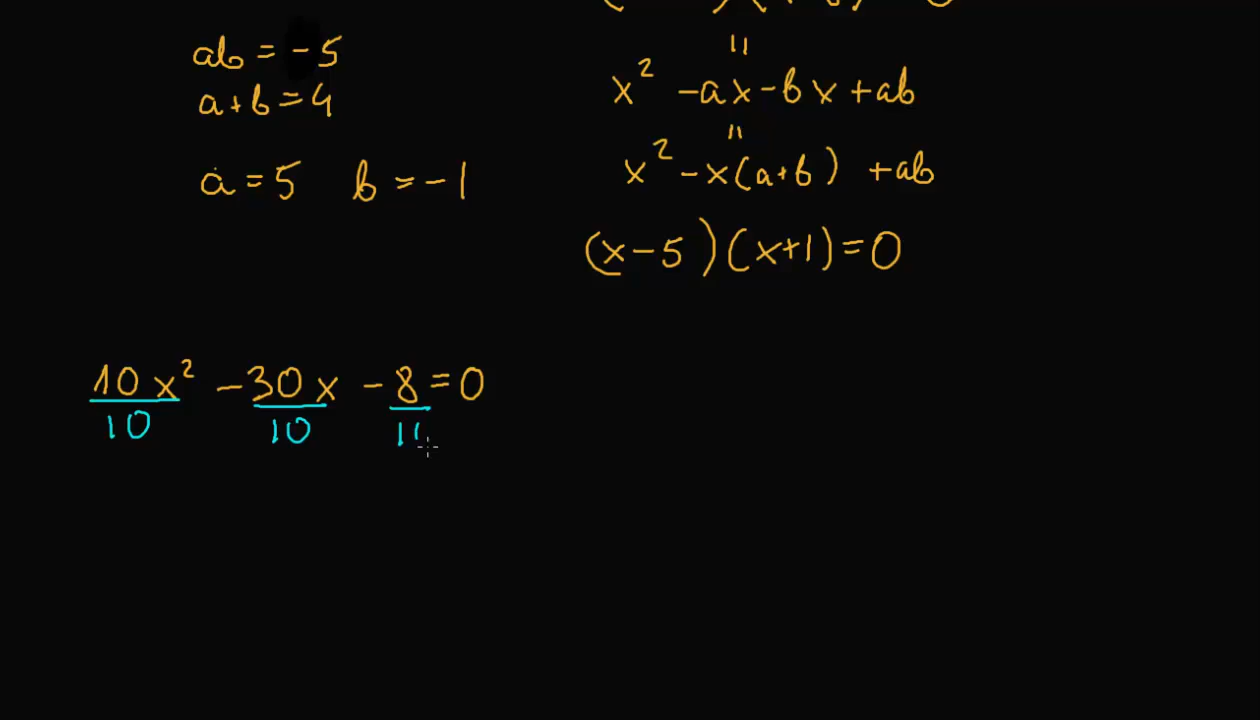 ab = -5
a+b = 4
a = 5 b = -1
x² -ax -bx +ab
"
x² -x(a+b) +ab
(x-5)(x+1)=0
10x² -30x -8=0
10 10